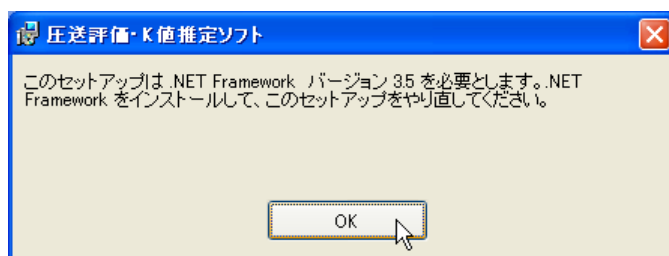 圧送評価・K値推定ソフト
このセットアップは .NET Framework バージョン 3.5 を必要とします。.NET
Framework をインストールして、このセットアップをやり直してください。
OK